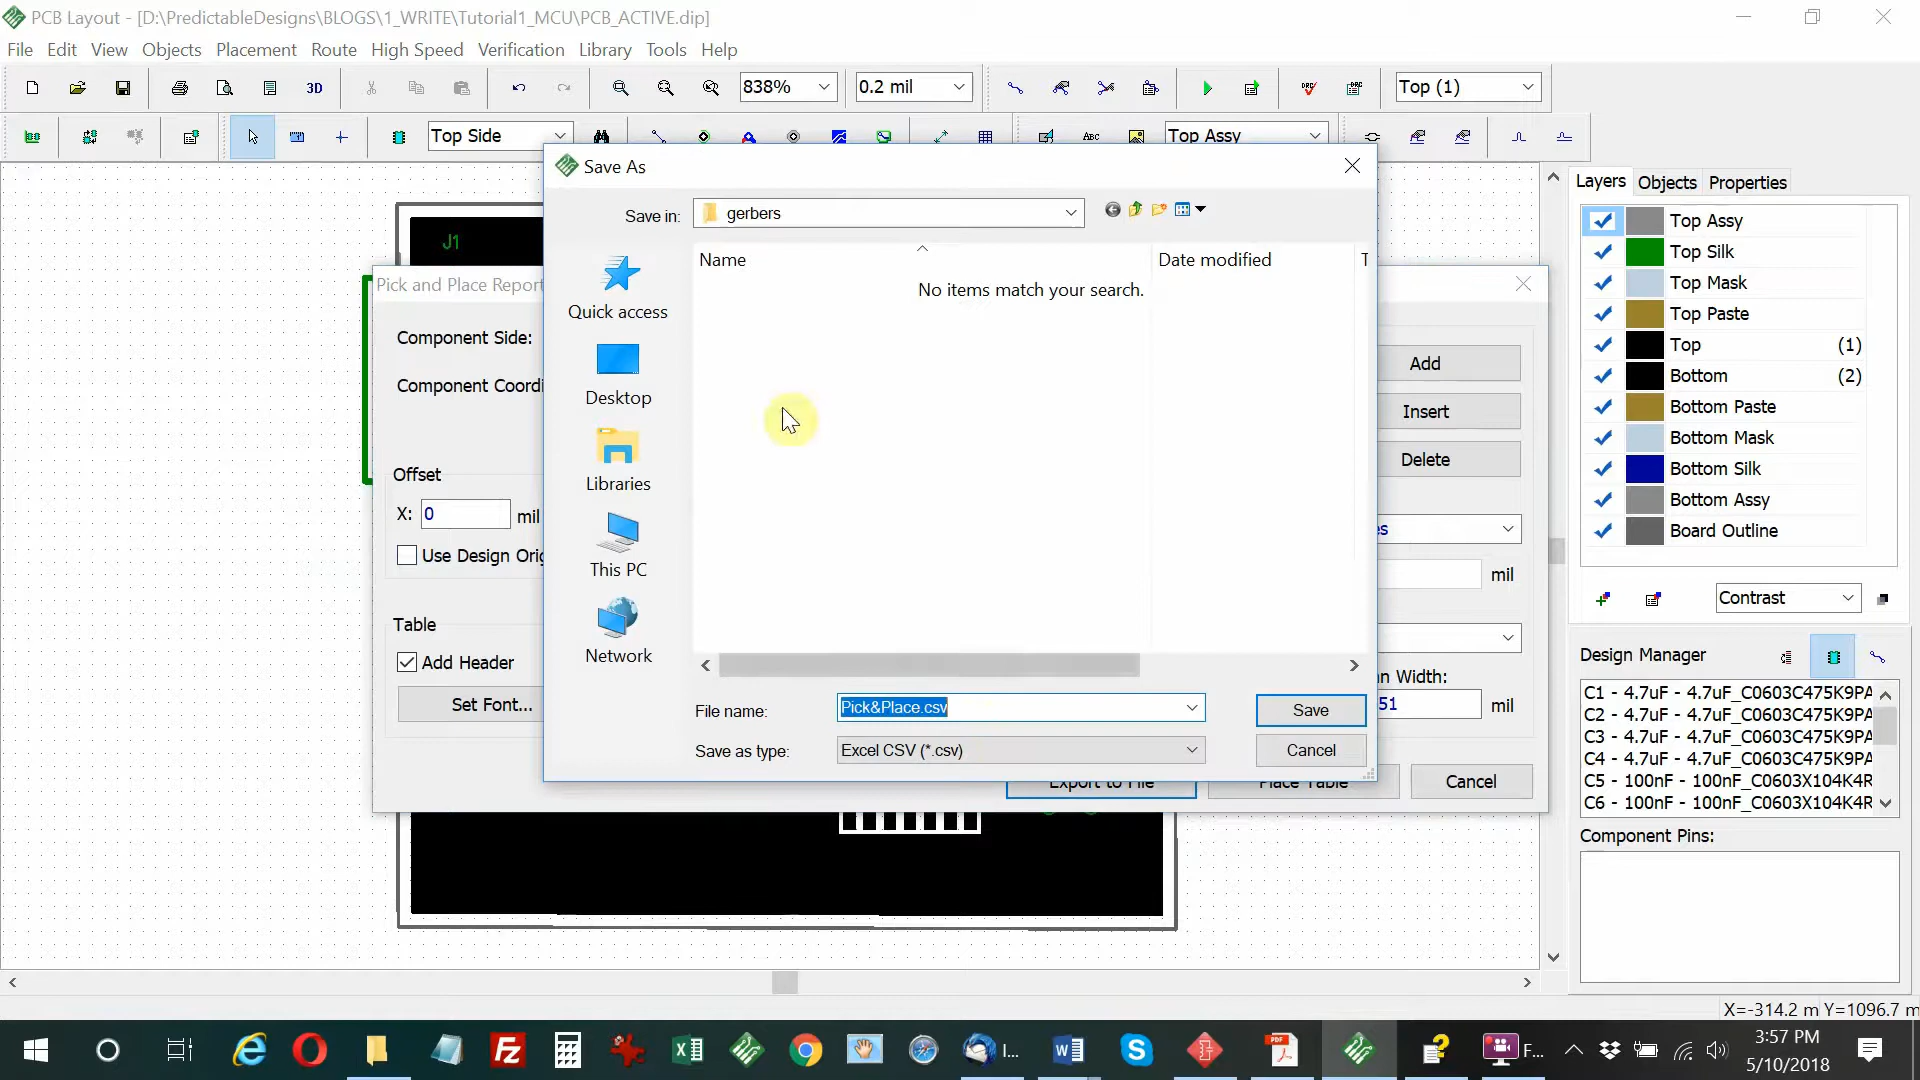 PCB Layout - [D:\PredictableDesigns\BLOGS\1_WRITE\Tutorial1_MCU\PCB_ACTIVE.dip]
File Edit View Objects Placement Route High Speed Verification Library Tools Help
3D 838% 0.2 mil Top (1)
Top Side Abc Top Assy
Save As
Layers Objects Properties
Save in: gerbers
Top Assy
J1
Top Silk
Name Date modified T
Pick and Place Report
Top Mask
No items match your search.
Quick access
Top Paste
Component Side:
Top (1)
Add
Bottom (2)
Component Coordi
Desktop
Bottom Paste
Insert
Bottom Mask
Delete
Bottom Silk
Offset
Libraries
Bottom Assy
X: 0 mil
es
Board Outline
Use Design Orig
This PC
mil
Contrast
Table
Network
Design Manager
Add Header
n Width:
C1 - 4.7uF - 4.7uF_C0603C475K9PA
Set Font...
File name: Pick&Place.csv Save
51 mil
C2 - 4.7uF - 4.7uF_C0603C475K9PA
C3 - 4.7uF - 4.7uF_C0603C475K9PA
Save as type: Excel CSV (*.csv) Cancel
C4 - 4.7uF - 4.7uF_C0603C475K9PA
Export to File Place Table Cancel
C5 - 100nF - 100nF_C0603X104K4R
C6 - 100nF - 100nF_C0603X104K4R
Component Pins:
X=-314.2 m Y=1096.7 m
I... F...
3:57 PM
5/10/2018